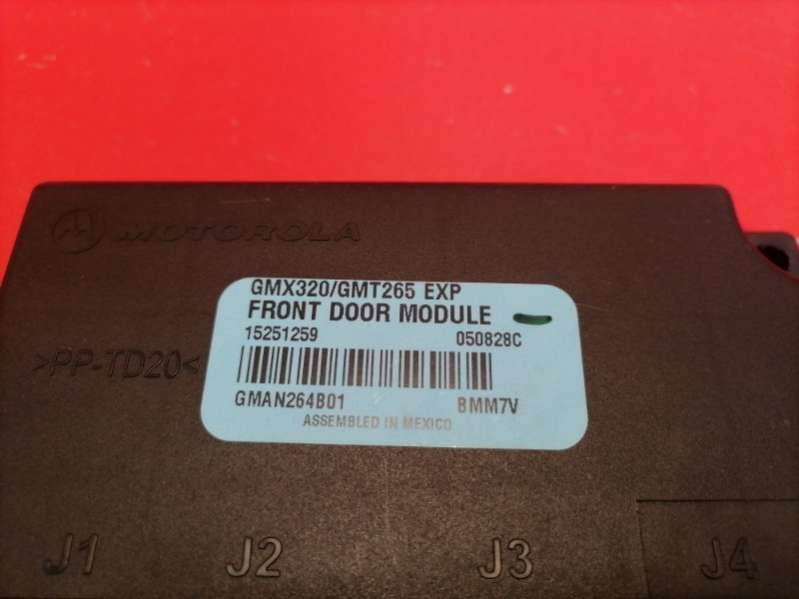 MOTOROLA
GMX320/GMT265 EXP
FRONT DOOR MODULE
15251259 050828C
>PP-TD20<
GMAN264B01 BMM7V
ASSEMBLED IN MEXICO
J1 J2 J3 J4